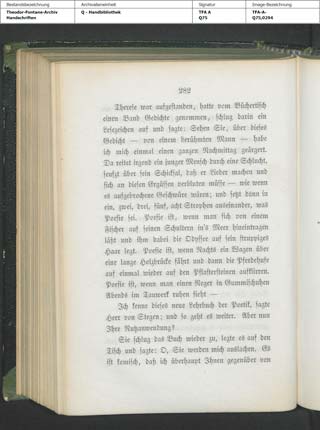 Bestandsbezeichnung Archivalieneinheit Signatur Image-Bezeichnung
Theodor-Fontane-Archiv Q - Handbibliothek TFA A TFA-A-
Handschriften Q75 Q75,0294
282
Therese war aufgestanden, hatte vom Büchertisch
einen Band Gedichte genommen, schlug darin ein
Lesezeichen auf und sagte: Sehen Sie, über dieses
Gedicht — von einem berühmten Mann — habe
ich mich einen ganzen Nachmittag geärgert.
Da reitet irgend ein junger Mensch durch eine Schlucht,
seufzt über sein Schicksal, daß er Lieder machen und
sich an diesen Ergüssen verbluten müsse — wie wenn
es aufgebrochene Geschwüre wären; und setzt dann in
ein, zwei, drei, fünf, acht Strophen auseinander, was
Poesie sei. Poesie ist, wenn man sich von einem
Fischer auf seinen Schultern in's Meer hineintragen
läßt und ihm dabei die Odyssee auf sein struppiges
Haar legt. Poesie ist, wenn Nachts ein Wagen über
eine lange Holzbrücke fährt und dann die Pferdehufe
auf einmal wieder auf den Pflastersteinen aufklirren.
Poesie ist, wenn man einen Neger in Gummischuhen
Abends im Tauwerk ruhen sieht —
Ich kenne dieses neue Lehrbuch der Poetik, sagte
Herr von Stegen; und so geht es weiter. Aber nun
Ihre Nutzanwendung?
Sie schlug das Buch wieder zu, legte es auf den
Tisch und sagte: O, Sie werden mich auslachen. Es
ist komisch, daß ich überhaupt Ihnen gegenüber von